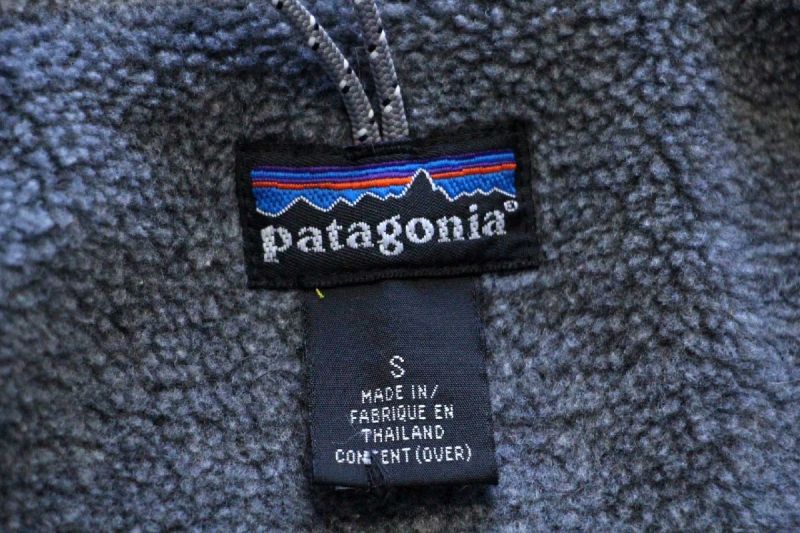 patagonia®
S
MADE IN/
FABRIQUE EN
THAILAND
CONTENT (OVER)